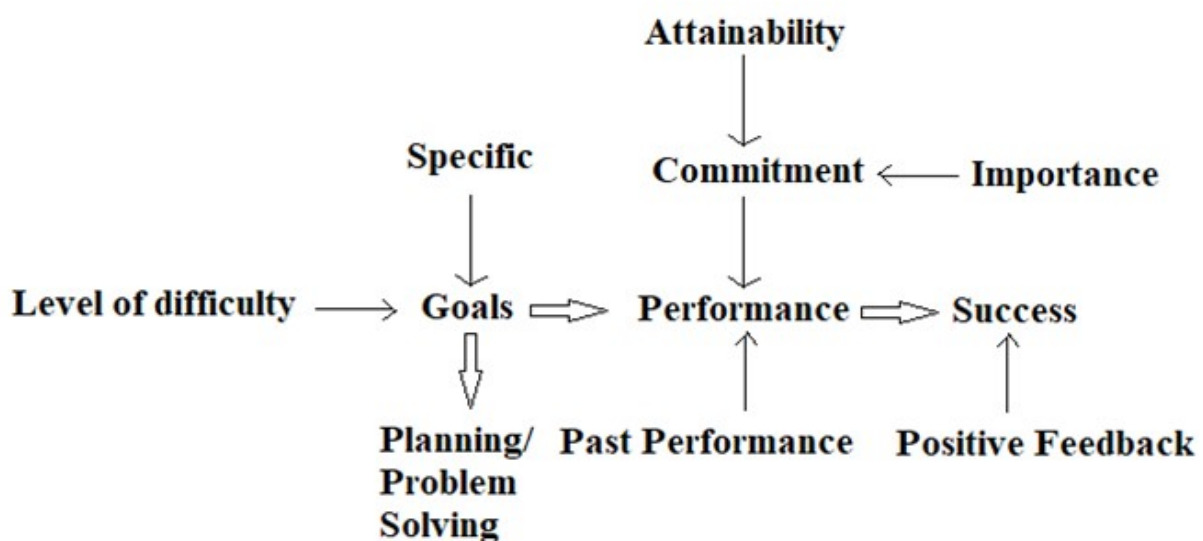 Attainability
Specific
Commitment
Importance
Level of difficulty
Goals
Performance
Success
Planning/
Problem
Solving
Past Performance
Positive Feedback